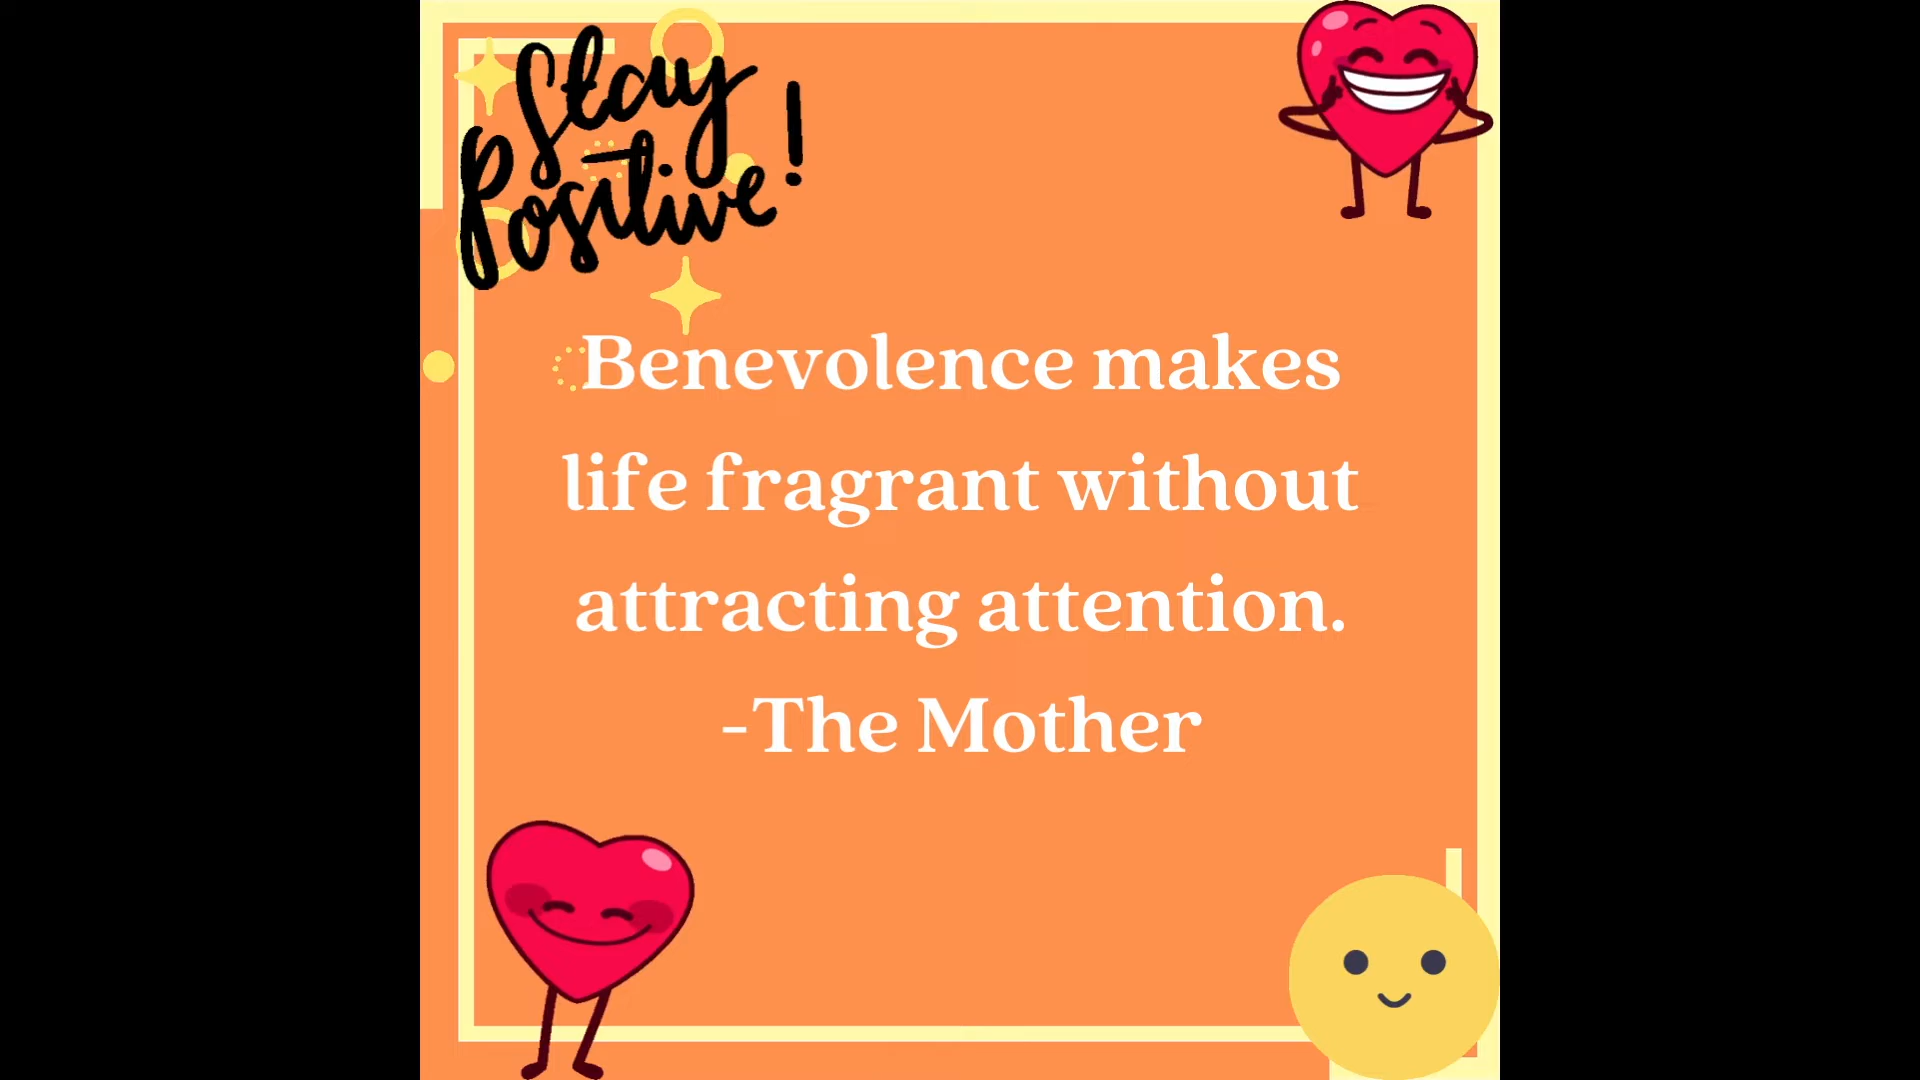 Stay
Positive!
Benevolence makes
life fragrant without
attracting attention.
-The Mother